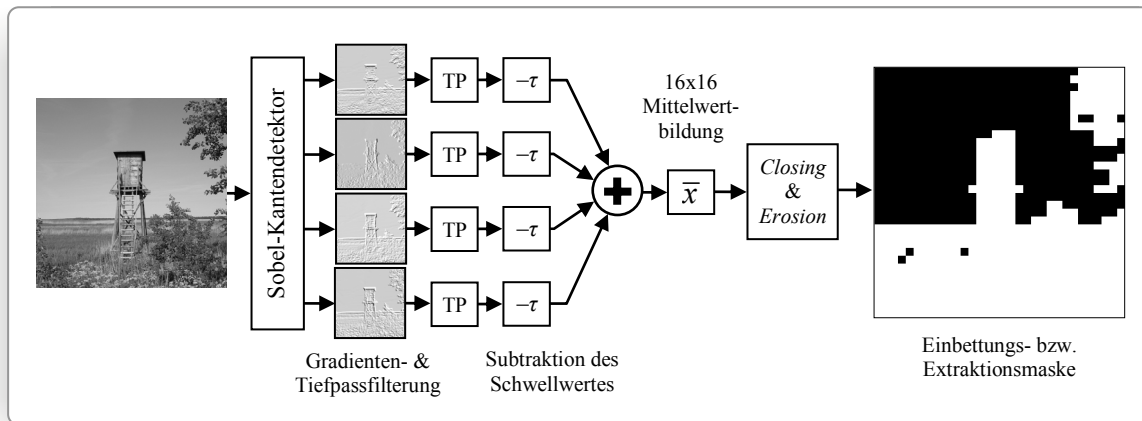 Sobel-Kantendetektor
TP
−τ
TP
−τ
TP
−τ
TP
−τ
Gradienten- &
Tiefpassfilterung
Subtraktion des
Schwellwertes
+
16x16
Mittelwert-
bildung
x̅
Closing
&
Erosion
Einbettungs- bzw.
Extraktionsmaske